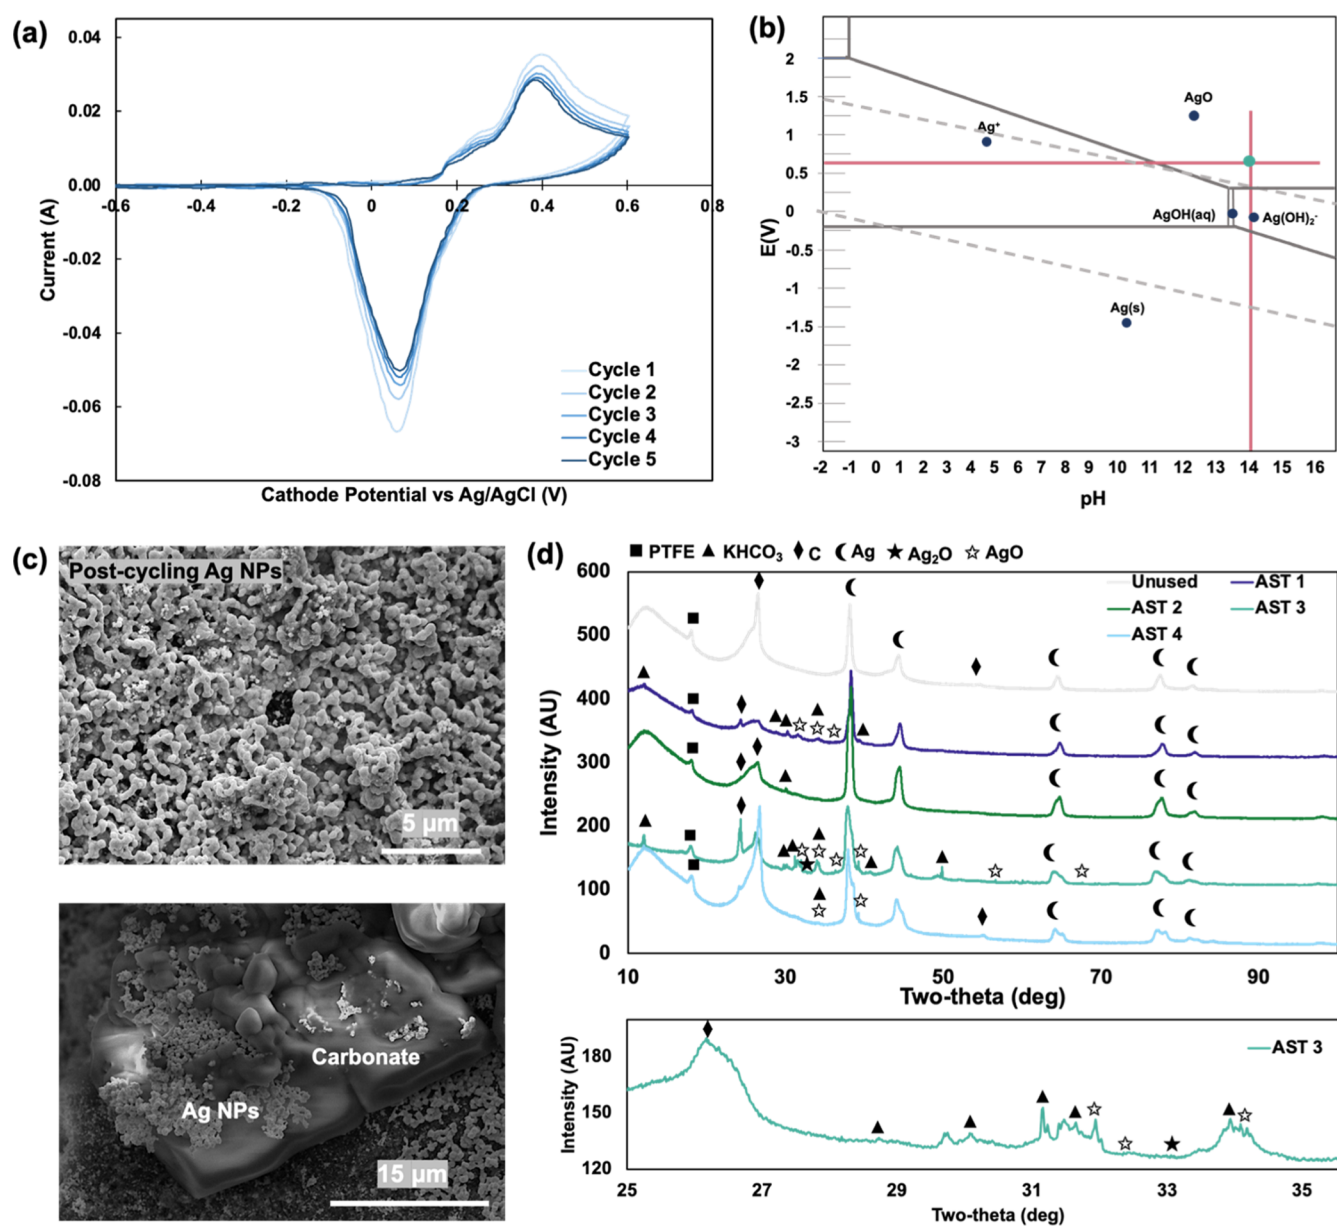 (a)
0.04
0.02
0.00
-0.02
-0.04
-0.06
-0.08
-0.6
-0.4
-0.2
0
0.2
0.4
0.6
0.8
Current (A)
Cathode Potential vs Ag/AgCl (V)
Cycle 1
Cycle 2
Cycle 3
Cycle 4
Cycle 5
(b)
2
1.5
1
0.5
0
-0.5
-1
-1.5
-2
-2.5
-3
E(V)
-2 -1 0 1 2 3 4 5 6 7 8 9 10 11 12 13 14 15 16
pH
AgO
Ag⁺
AgOH(aq)
Ag(OH)₂⁻
Ag(s)
(c)
Post-cycling Ag NPs
5 μm
Carbonate
Ag NPs
15 μm
(d)
PTFE KHCO₃ C Ag Ag₂O AgO
600
500
400
300
200
100
0
Intensity (AU)
Unused AST 1
AST 2 AST 3
AST 4
10 30 50 70 90
Two-theta (deg)
180
150
120
Intensity (AU)
AST 3
25 27 29 31 33 35
Two-theta (deg)